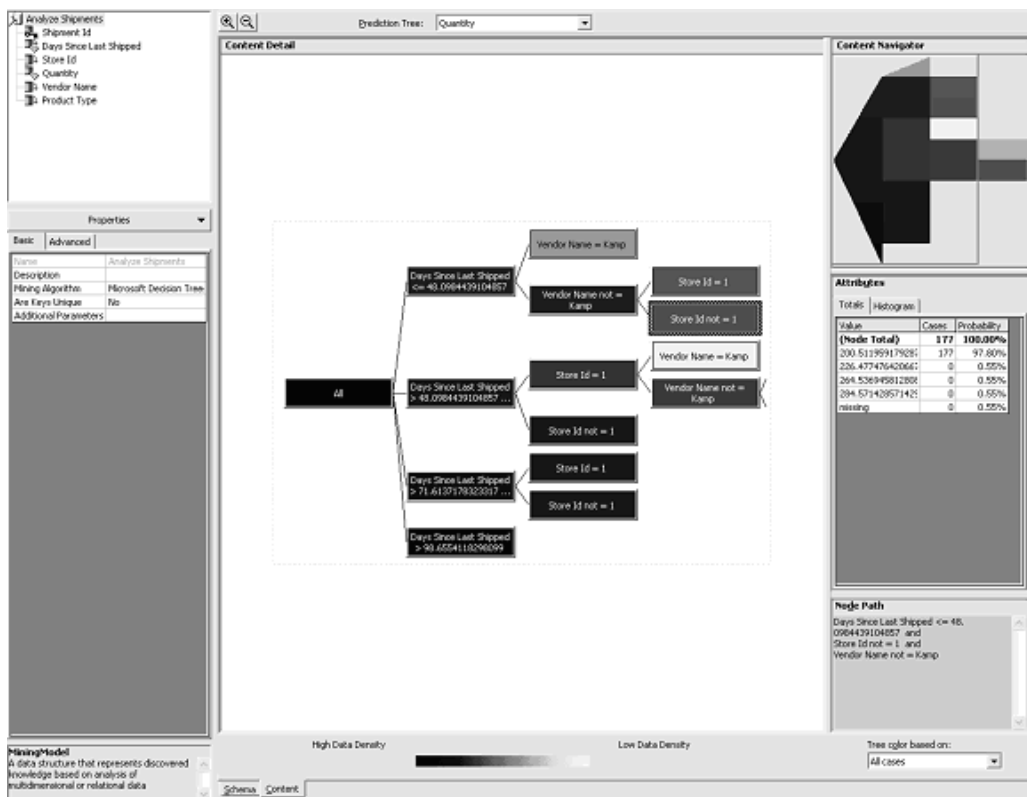 Analyze Shipments
Shipment Id
Days Since Last Shipped
Store Id
Quantity
Vendor Name
Product Type
Properties
Basic Advanced
Name Analyze Shipments
Description
Mining Algorithm Microsoft Decision Tree
Are Keys Unique No
Additional Parameters
MiningModel
A data structure that represents discovered
knowledge based on analysis of
multidimensional or relational data
Prediction Tree: Quantity
Content Detail
All
Days Since Last Shipped
<= 48.0984439104857
Vendor Name = Kamp
Vendor Name not =
Kamp
Store Id = 1
Store Id not = 1
Days Since Last Shipped
> 48.0984439104857 ...
Store Id = 1
Vendor Name = Kamp
Vendor Name not =
Kamp
Store Id not = 1
Days Since Last Shipped
> 71.6137178323317 ...
Store Id = 1
Store Id not = 1
Days Since Last Shipped
> 98.6554118298099
High Data Density Low Data Density
Tree color based on:
All cases
Schema Content
Content Navigator
Attributes
Totals Histogram
Value Cases Probability
(Node Total) 177 100.00%
177 97.80%
0 0.55%
0 0.55%
0 0.55%
missing 0 0.55%
Node Path
Days Since Last Shipped <= 48.
0984439104857 and
Store Id not = 1 and
Vendor Name not = Kamp